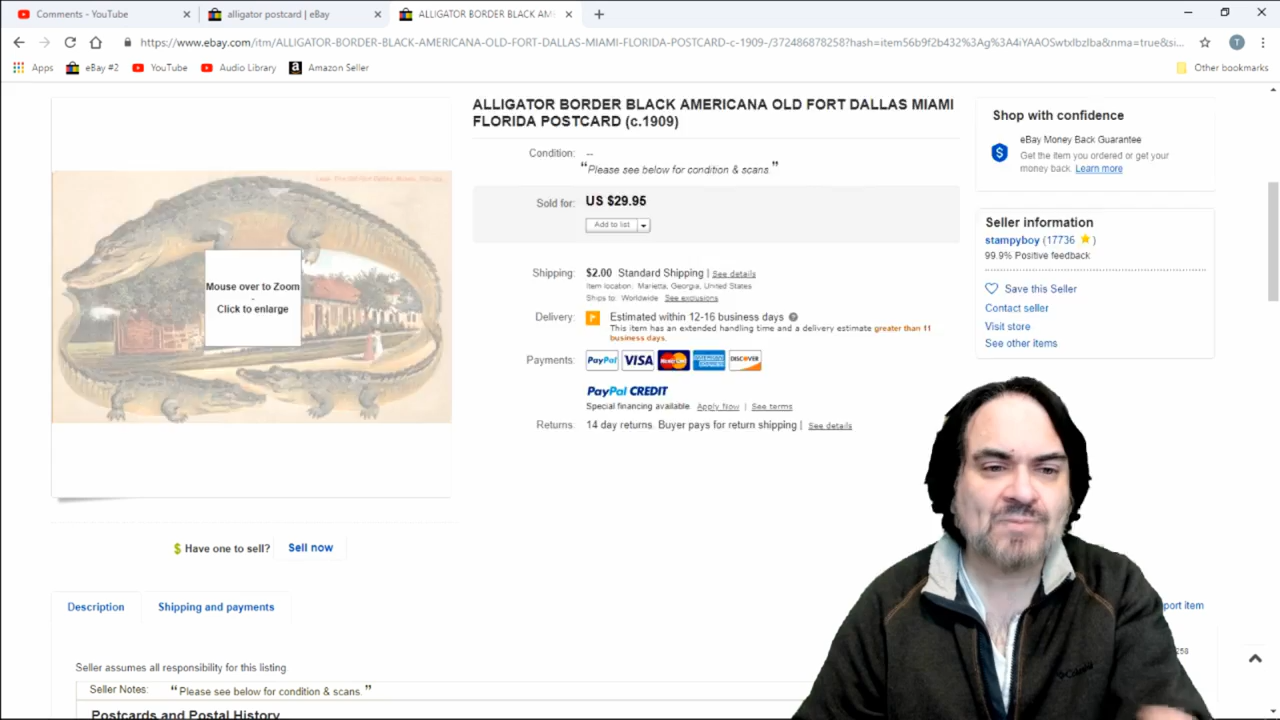 Comments - YouTube
alligator postcard | eBay
ALLIGATOR BORDER BLACK AM
https://www.ebay.com/itm/ALLIGATOR-BORDER-BLACK-AMERICANA-OLD-FORT-DALLAS-MIAMI-FLORIDA-POSTCARD-c-1909-/372486878258?hash=item56b9f2b432%3Ag%3A4iYAAOSwtxlbzlba&nma=true&si...
T
Apps
eBay #2
YouTube
Audio Library
Amazon Seller
Other bookmarks
ALLIGATOR BORDER BLACK AMERICANA OLD FORT DALLAS MIAMI
FLORIDA POSTCARD (c.1909)
Condition: --
“Please see below for condition & scans.”
Sold for: US $29.95
Add to list
Shipping: $2.00 Standard Shipping | See details
Item location: Marietta, Georgia, United States
Ships to: Worldwide See exclusions
Delivery: Estimated within 12-16 business days
This item has an extended handling time and a delivery estimate greater than 11
business days.
Payments: PayPal VISA MasterCard AMERICAN EXPRESS DISCOVER
PayPal CREDIT
Special financing available. Apply Now | See terms
Returns: 14 day returns. Buyer pays for return shipping | See details
Mouse over to Zoom
-
Click to enlarge
Shop with confidence
eBay Money Back Guarantee
Get the item you ordered or get your
money back. Learn more
Seller information
stampyboy (17736 )
99.9% Positive feedback
Save this Seller
Contact seller
Visit store
See other items
$ Have one to sell? Sell now
Description
Shipping and payments
port item
258
Seller assumes all responsibility for this listing
Seller Notes: “Please see below for condition & scans.”
Postcards and Postal History
Columbia